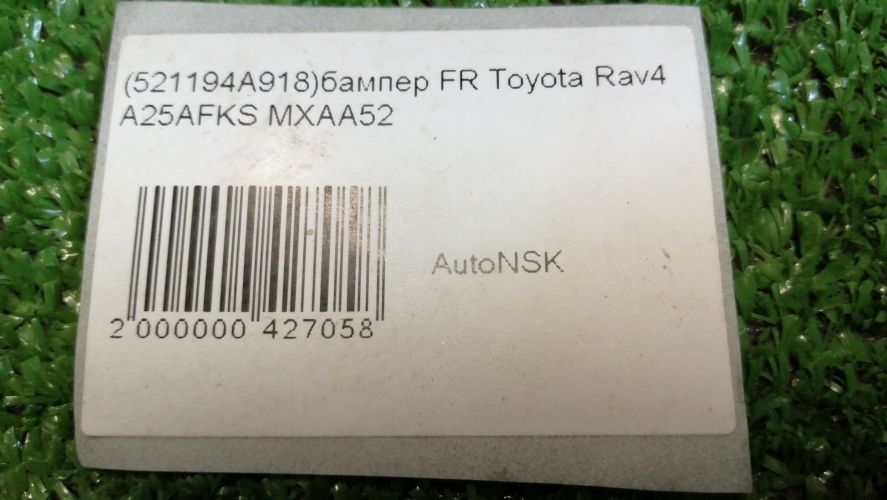 (521194A918)бампер FR Toyota Rav4
A25AFKS MXAA52
AutoNSK
2 000000 427058